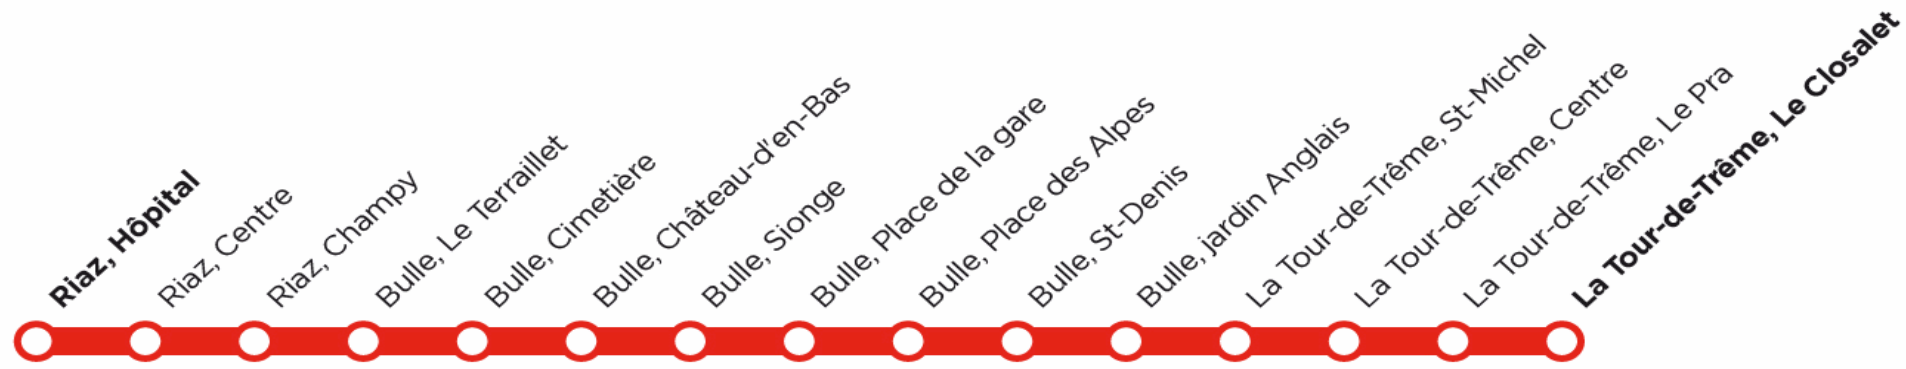 Riaz, Hôpital
Riaz, Centre
Riaz, Champy
Bulle, Le Terraillet
Bulle, Cimetière
Bulle, Château-d'en-Bas
Bulle, Sionge
Bulle, Place de la gare
Bulle, Place des Alpes
Bulle, St-Denis
Bulle, jardin Anglais
La Tour-de-Trême, St-Michel
La Tour-de-Trême, Centre
La Tour-de-Trême, Le Pra
La Tour-de-Trême, Le Closalet